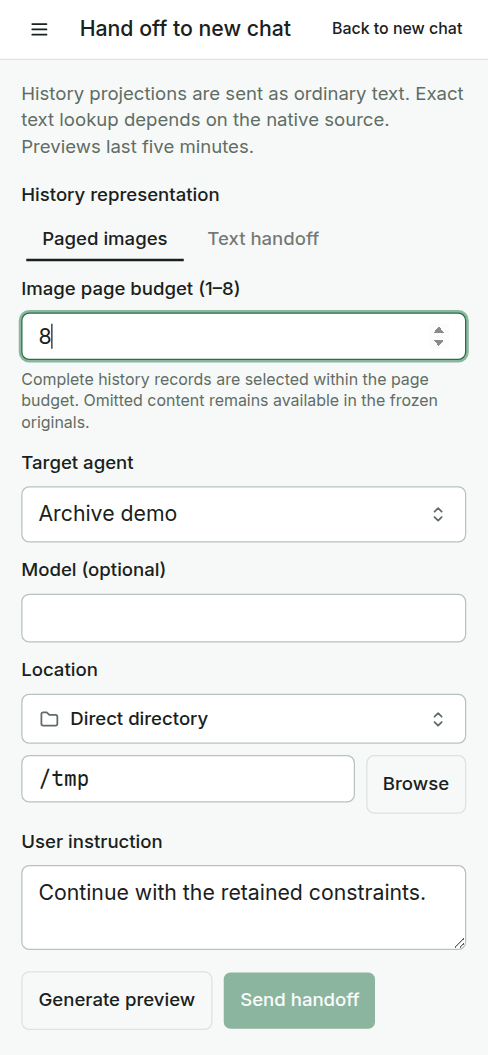 Hand off to new chat
Back to new chat
History projections are sent as ordinary text. Exact
text lookup depends on the native source.
Previews last five minutes.
History representation
Paged images
Text handoff
Image page budget (1–8)
8
Complete history records are selected within the page
budget. Omitted content remains available in the frozen
originals.
Target agent
Archive demo
Model (optional)
Location
Direct directory
/tmp
Browse
User instruction
Continue with the retained constraints.
Generate preview
Send handoff